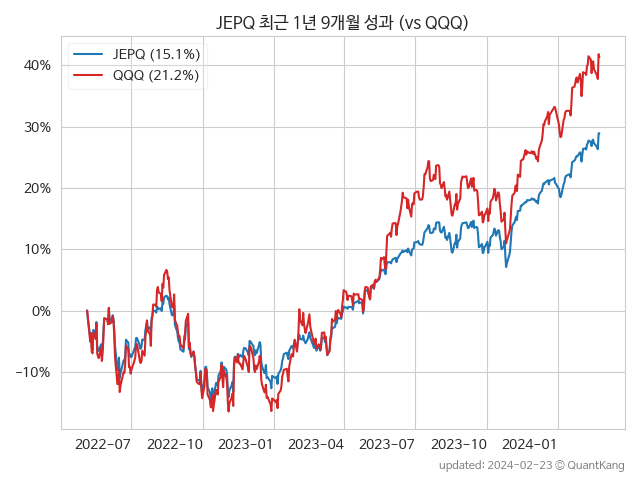 JEPQ 최근 1년 9개월 성과 (vs QQQ)
JEPQ (15.1%)
QQQ (21.2%)
40%
30%
20%
10%
0%
−10%
2022-07 2022-10 2023-01 2023-04 2023-07 2023-10 2024-01
updated: 2024-02-23 © QuantKang